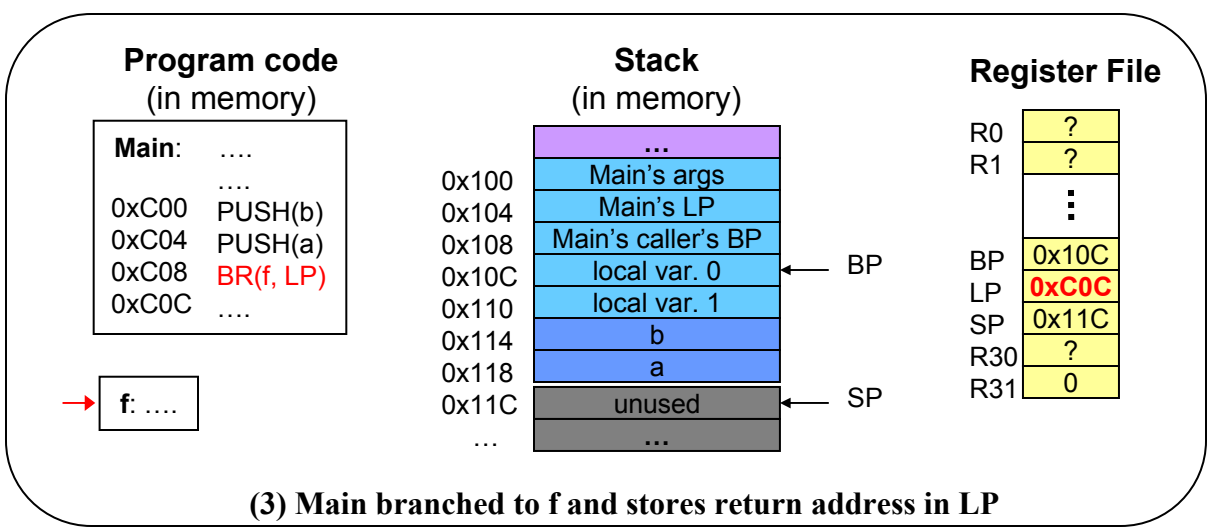 Program code
(in memory)
Main: ….
….
0xC00 PUSH(b)
0xC04 PUSH(a)
0xC08 BR(f, LP)
0xC0C ….
f: ….
Stack
(in memory)
…
0x100 Main's args
0x104 Main's LP
0x108 Main's caller's BP
0x10C local var. 0 BP
0x110 local var. 1
0x114 b
0x118 a
0x11C unused SP
… …
Register File
R0 ?
R1 ?
⋮
BP 0x10C
LP 0xC0C
SP 0x11C
R30 ?
R31 0
(3) Main branched to f and stores return address in LP